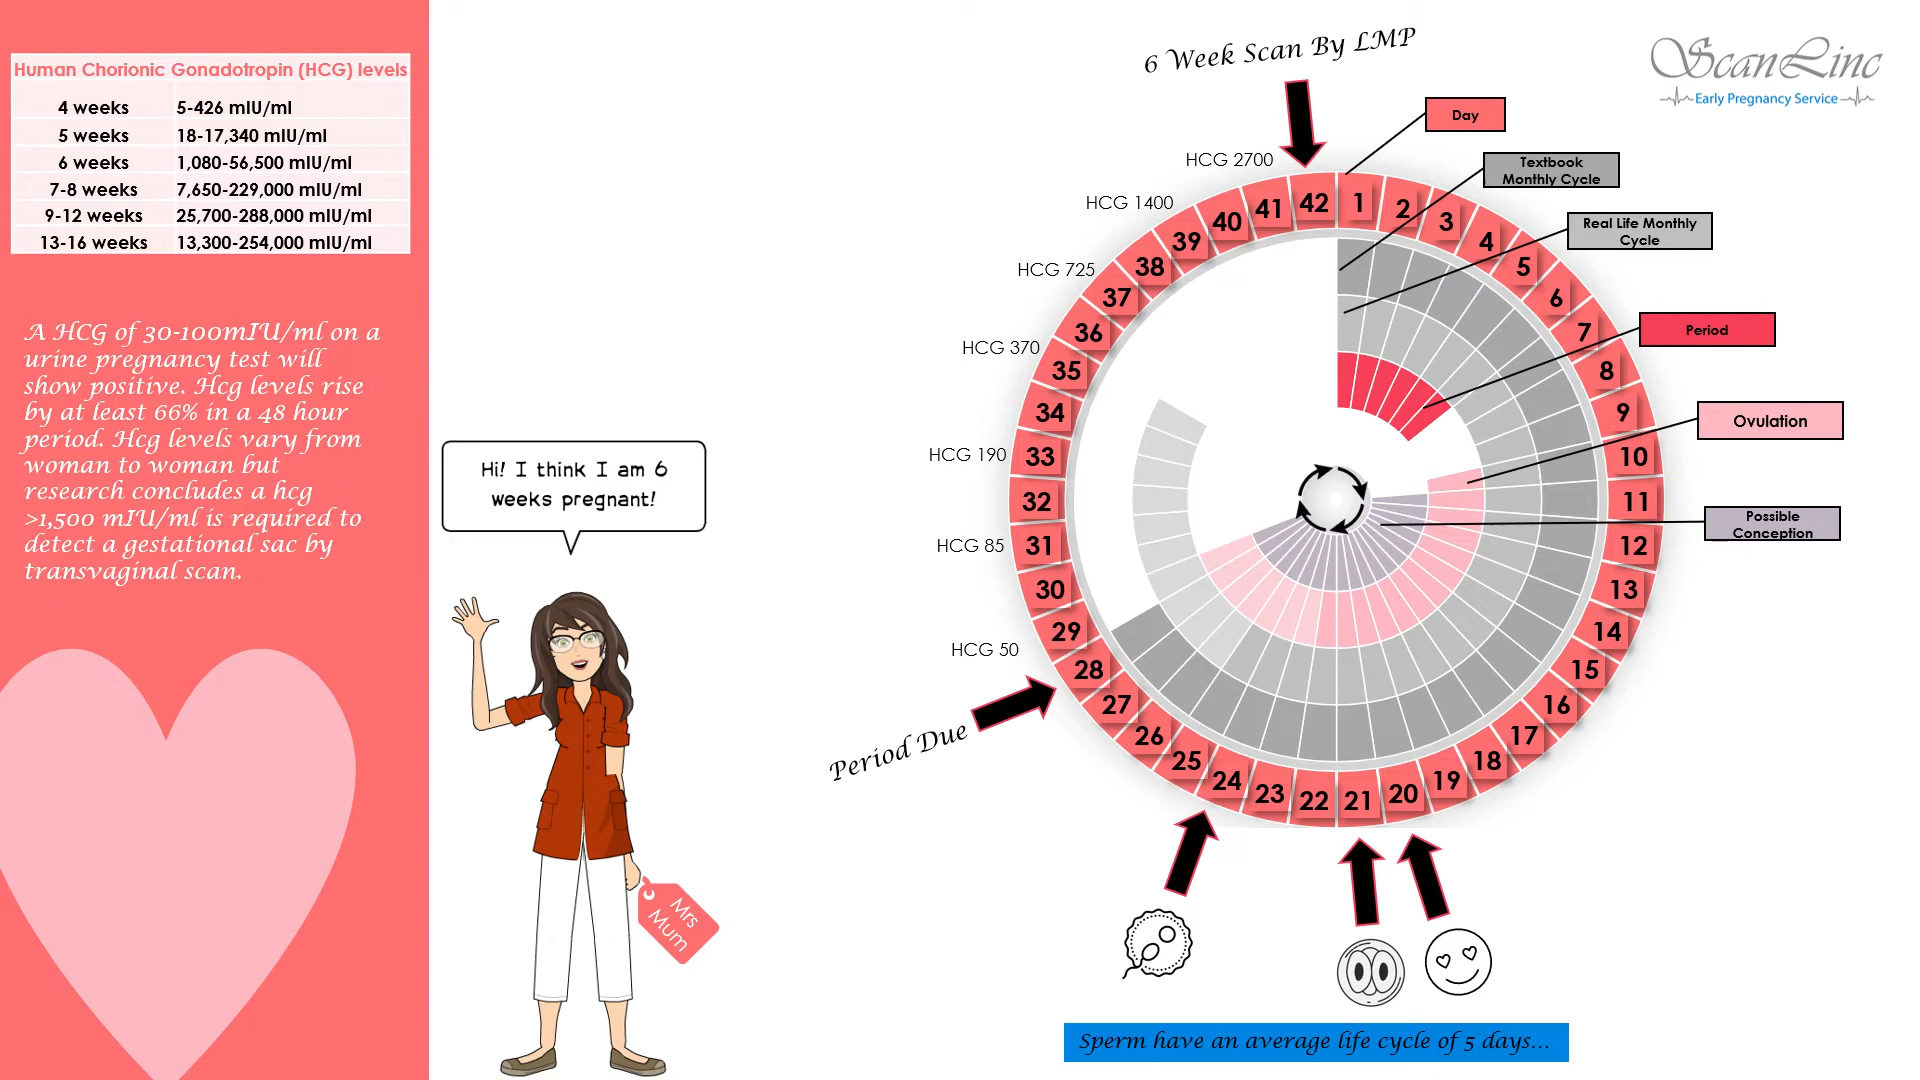 Human Chorionic Gonadotropin (HCG) levels
4 weeks 5-426 mIU/ml
5 weeks 18-17,340 mIU/ml
6 weeks 1,080-56,500 mIU/ml
7-8 weeks 7,650-229,000 mIU/ml
9-12 weeks 25,700-288,000 mIU/ml
13-16 weeks 13,300-254,000 mIU/ml
A HCG of 30-100mIU/ml on a
urine pregnancy test will
show positive. Hcg levels rise
by at least 66% in a 48 hour
period. Hcg levels vary from
woman to woman but
research concludes a hcg
>1,500 mIU/ml is required to
detect a gestational sac by
transvaginal scan.
Hi! I think I am 6
weeks pregnant!
Mrs
Mum
6 Week Scan By LMP
ScanLinc
Early Pregnancy Service
Day
Textbook
Monthly Cycle
Real Life Monthly
Cycle
Period
Ovulation
Possible
Conception
HCG 2700
HCG 1400
HCG 725
HCG 370
HCG 190
HCG 85
HCG 50
Period Due
1
2
3
4
5
6
7
8
9
10
11
12
13
14
15
16
17
18
19
20
21
22
23
24
25
26
27
28
29
30
31
32
33
34
35
36
37
38
39
40
41
42
Sperm have an average life cycle of 5 days...